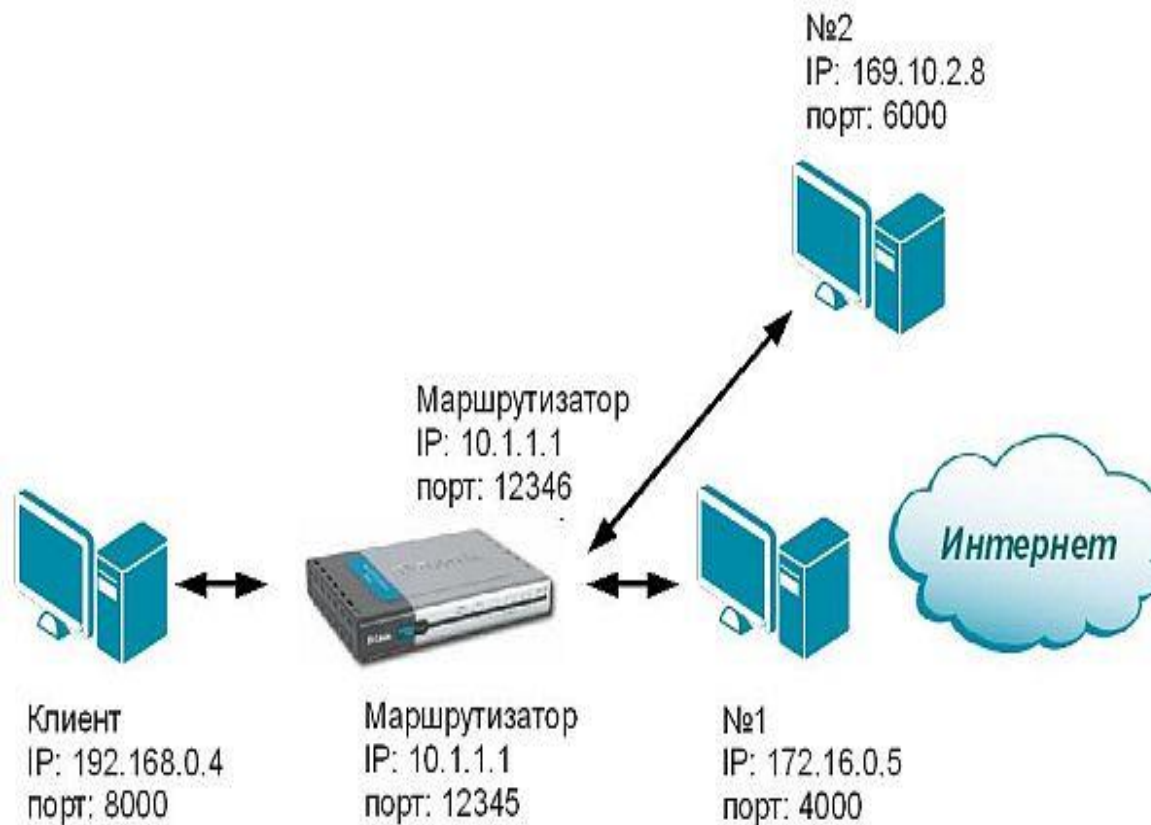 №2
IP: 169.10.2.8
порт: 6000
Маршрутизатор
IP: 10.1.1.1
порт: 12346
Интернет
Клиент
IP: 192.168.0.4
порт: 8000
Маршрутизатор
IP: 10.1.1.1
порт: 12345
№1
IP: 172.16.0.5
порт: 4000